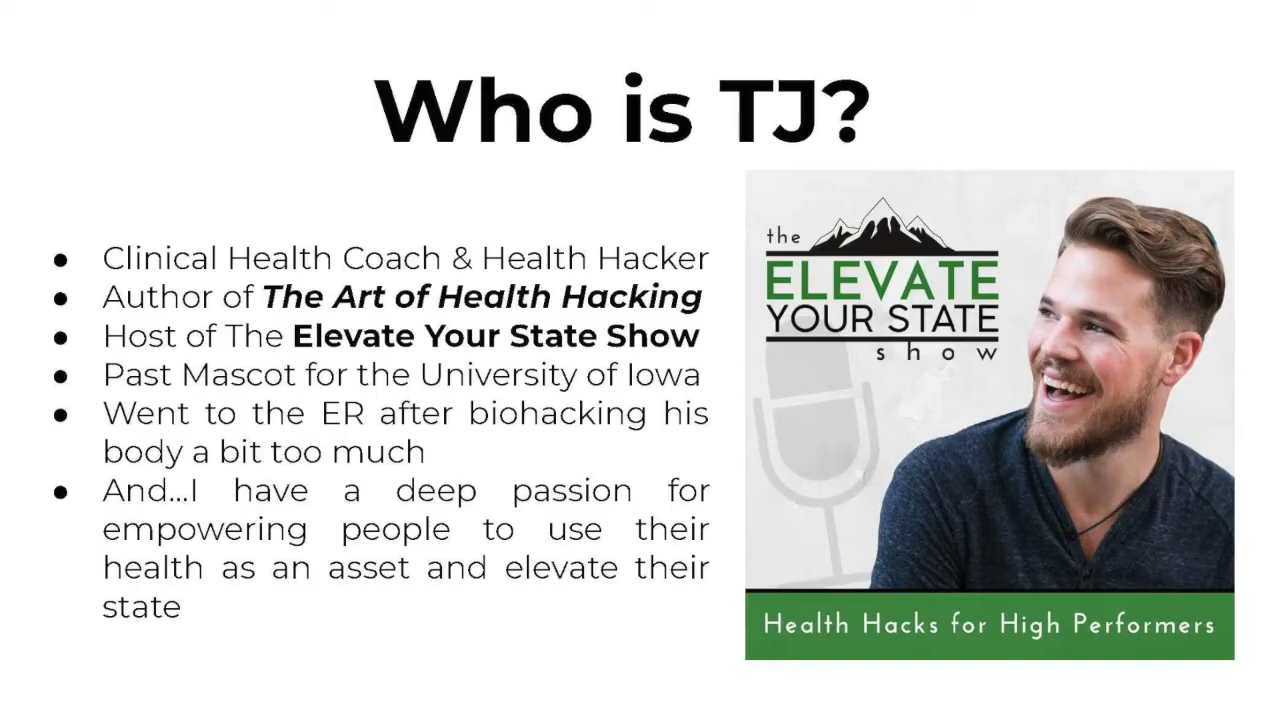 Who is TJ?
● Clinical Health Coach & Health Hacker
● Author of The Art of Health Hacking
● Host of The Elevate Your State Show
● Past Mascot for the University of Iowa
● Went to the ER after biohacking his
body a bit too much
● And...I have a deep passion for
empowering people to use their
health as an asset and elevate their
state
the
ELEVATE
YOUR STATE
show
Health Hacks for High Performers